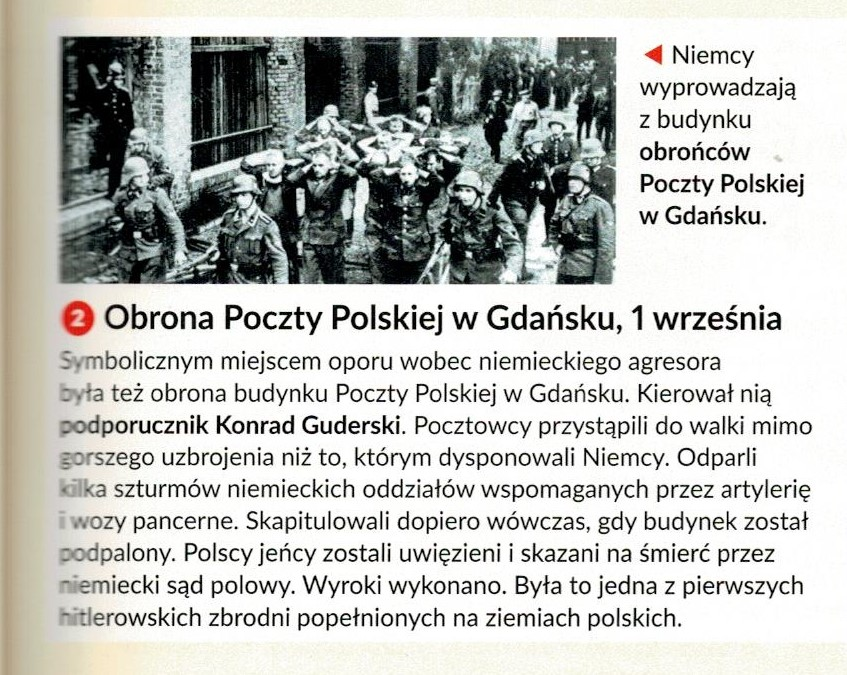 ◀ Niemcy
wyprowadzają
z budynku
obrońców
Poczty Polskiej
w Gdańsku.
2 Obrona Poczty Polskiej w Gdańsku, 1 września
Symbolicznym miejscem oporu wobec niemieckiego agresora
była też obrona budynku Poczty Polskiej w Gdańsku. Kierował nią
podporucznik Konrad Guderski. Pocztowcy przystąpili do walki mimo
gorszego uzbrojenia niż to, którym dysponowali Niemcy. Odparli
kilka szturmów niemieckich oddziałów wspomaganych przez artylerię
i wozy pancerne. Skapitulowali dopiero wówczas, gdy budynek został
podpalony. Polscy jeńcy zostali uwięzieni i skazani na śmierć przez
niemiecki sąd polowy. Wyroki wykonano. Była to jedna z pierwszych
hitlerowskich zbrodni popełnionych na ziemiach polskich.